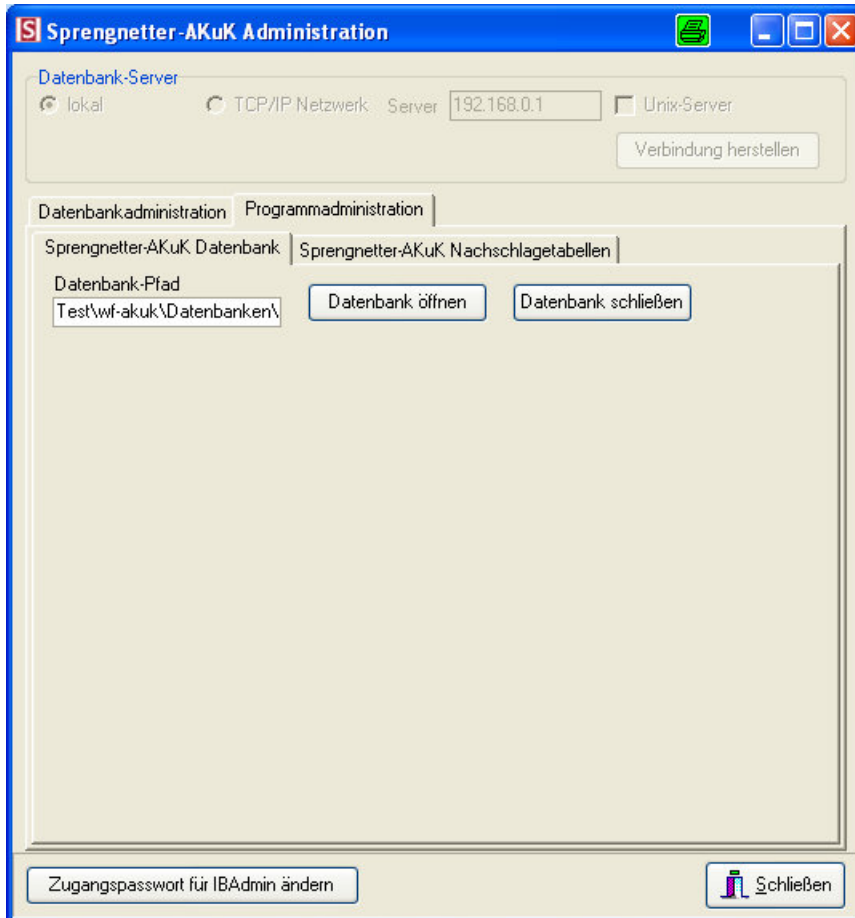 Sprengnetter-AKuK Administration
Datenbank-Server
lokal TCP/IP Netzwerk Server 192.168.0.1 Unix-Server
Verbindung herstellen
Datenbankadministration Programmadministration
Sprengnetter-AKuK Datenbank Sprengnetter-AKuK Nachschlagetabellen
Datenbank-Pfad
Test\wf-akuk\Datenbanken\ Datenbank öffnen Datenbank schließen
Zugangspasswort für IBAdmin ändern Schließen